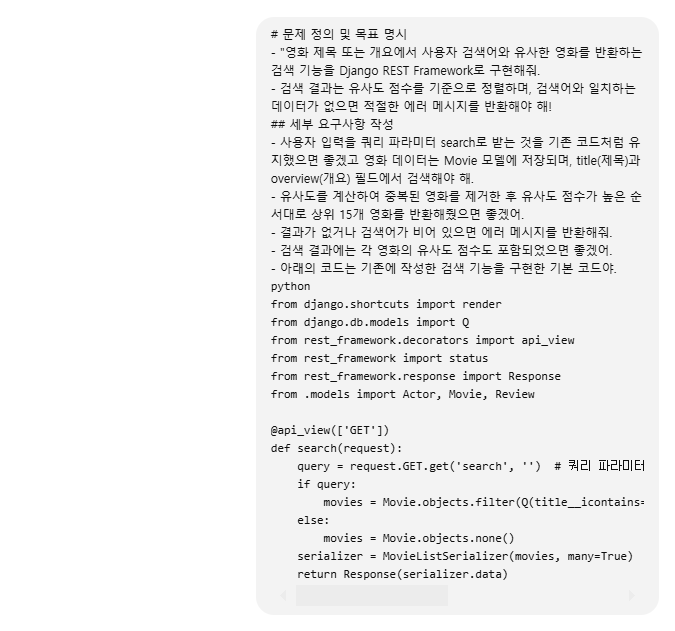 # 문제 정의 및 목표 명시
- "영화 제목 또는 개요에서 사용자 검색어와 유사한 영화를 반환하는
검색 기능을 Django REST Framework로 구현해줘.
- 검색 결과는 유사도 점수를 기준으로 정렬하며, 검색어와 일치하는
데이터가 없으면 적절한 에러 메시지를 반환해야 해!
## 세부 요구사항 작성
- 사용자 입력을 쿼리 파라미터 search로 받는 것을 기존 코드처럼 유
지했으면 좋겠고 영화 데이터는 Movie 모델에 저장되며, title(제목)과
overview(개요) 필드에서 검색해야 해.
- 유사도를 계산하여 중복된 영화를 제거한 후 유사도 점수가 높은 순
서대로 상위 15개 영화를 반환해줬으면 좋겠어.
- 결과가 없거나 검색어가 비어 있으면 에러 메시지를 반환해줘.
- 검색 결과에는 각 영화의 유사도 점수도 포함되었으면 좋겠어.
- 아래의 코드는 기존에 작성한 검색 기능을 구현한 기본 코드야.
python
from django.shortcuts import render
from django.db.models import Q
from rest_framework.decorators import api_view
from rest_framework import status
from rest_framework.response import Response
from .models import Actor, Movie, Review
@api_view(['GET'])
def search(request):
query = request.GET.get('search', '')  # 쿼리 파라미터
if query:
movies = Movie.objects.filter(Q(title__icontains=
else:
movies = Movie.objects.none()
serializer = MovieListSerializer(movies, many=True)
return Response(serializer.data)